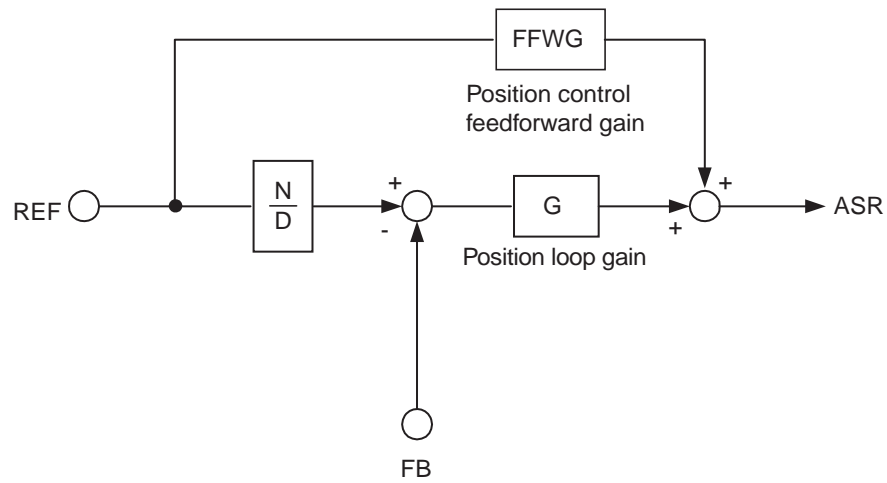 FFWG
Position control
feedforward gain
REF
N
D
+
-
G
Position loop gain
+
+
ASR
FB